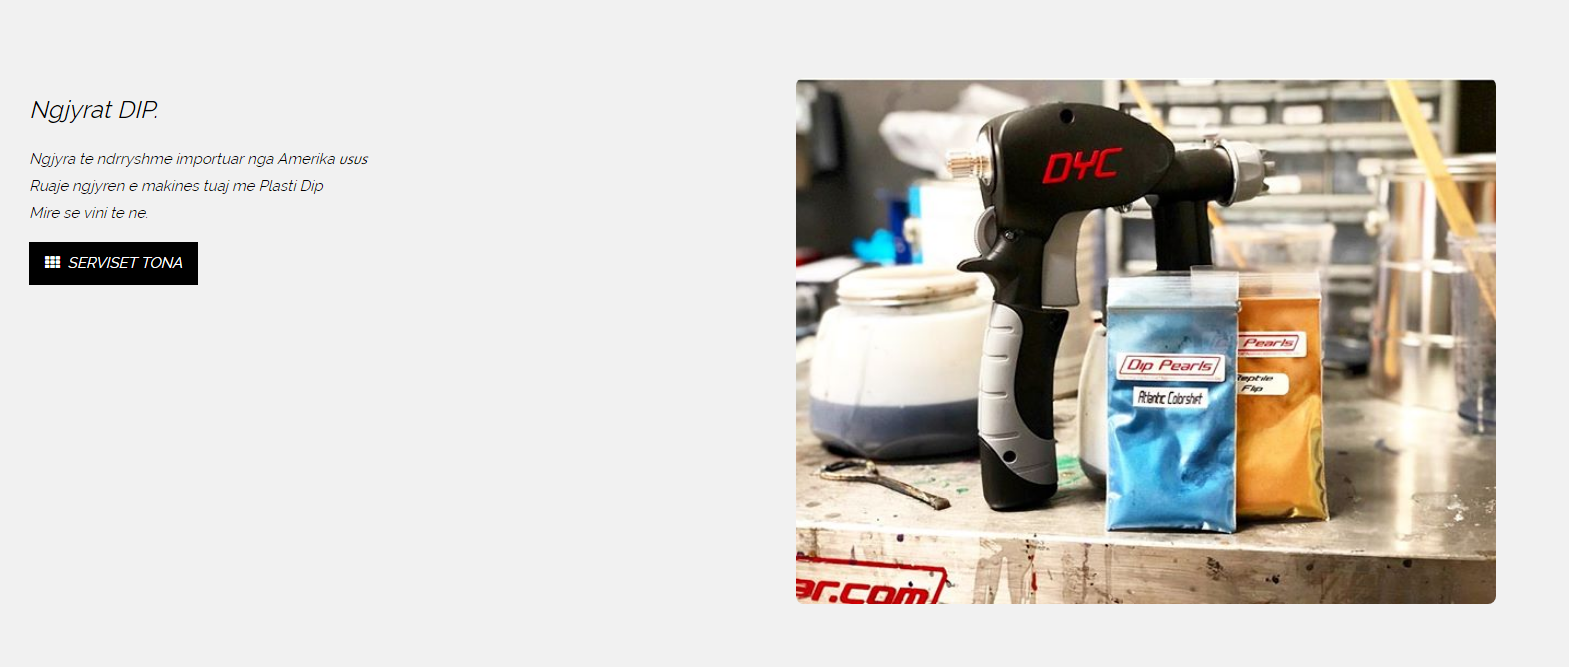 Ngjyrat DIP.
Ngjyra te ndrryshme importuar nga Amerika usus
Ruaje ngjyren e makines tuaj me Plasti Dip
Mire se vini te ne.
SERVISET TONA
DYC
Pearls
Reptile
Flip
Dip Pearls
Atlantic Colorshift
ar.com